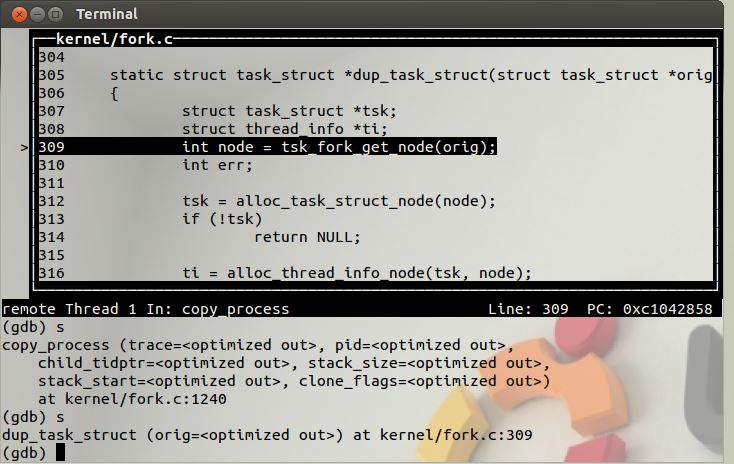 Terminal
kernel/fork.c
304
305 static struct task_struct *dup_task_struct(struct task_struct *orig
306 {
307 struct task_struct *tsk;
308 struct thread_info *ti;
> 309 int node = tsk_fork_get_node(orig);
310 int err;
311
312 tsk = alloc_task_struct_node(node);
313 if (!tsk)
314 return NULL;
315
316 ti = alloc_thread_info_node(tsk, node);
remote Thread 1 In: copy_process Line: 309 PC: 0xc1042858
(gdb) s
copy_process (trace=<optimized out>, pid=<optimized out>,
child_tidptr=<optimized out>, stack_size=<optimized out>,
stack_start=<optimized out>, clone_flags=<optimized out>)
at kernel/fork.c:1240
(gdb) s
dup_task_struct (orig=<optimized out>) at kernel/fork.c:309
(gdb)